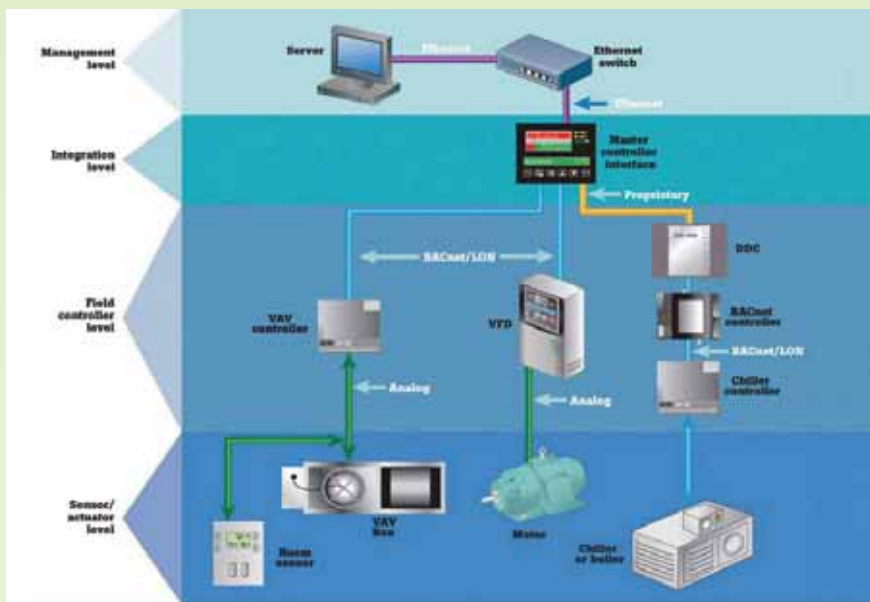 Management
level
Server
Ethernet
Ethernet
switch
Ethernet
Integration
level
Master
controller
interface
Proprietary
DDC
BACnet/LON
Field
controller
level
VAV
controller
VFD
BACnet
controller
BACnet/LON
Chiller
controller
Analog
Analog
Sensor/
actuator
level
VAV
Box
Room
sensor
Motor
Chiller
or boiler